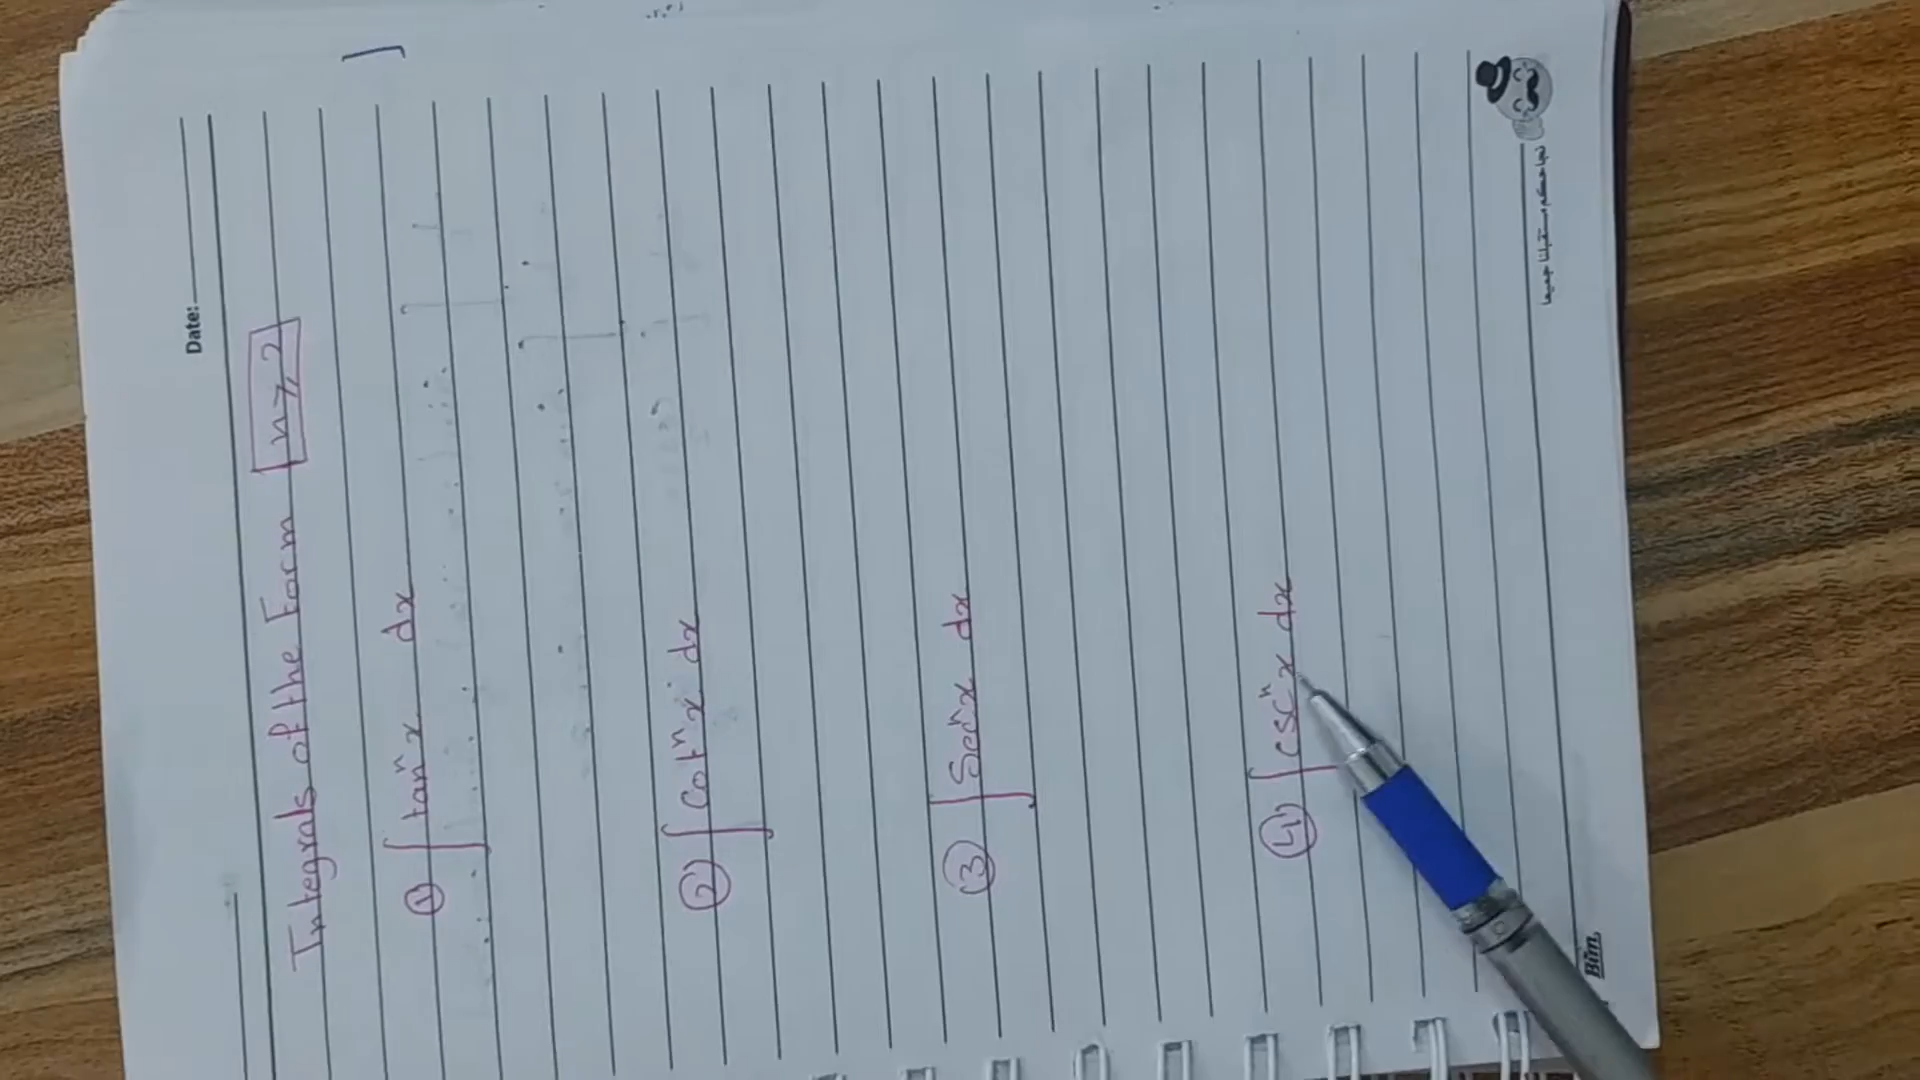 Date:
Integrals of the Form n ≥ 2
① ∫ tanⁿx dx
② ∫ cotⁿx dx
③ ∫ Secⁿx dx
④ ∫ cscⁿx dx
Bim